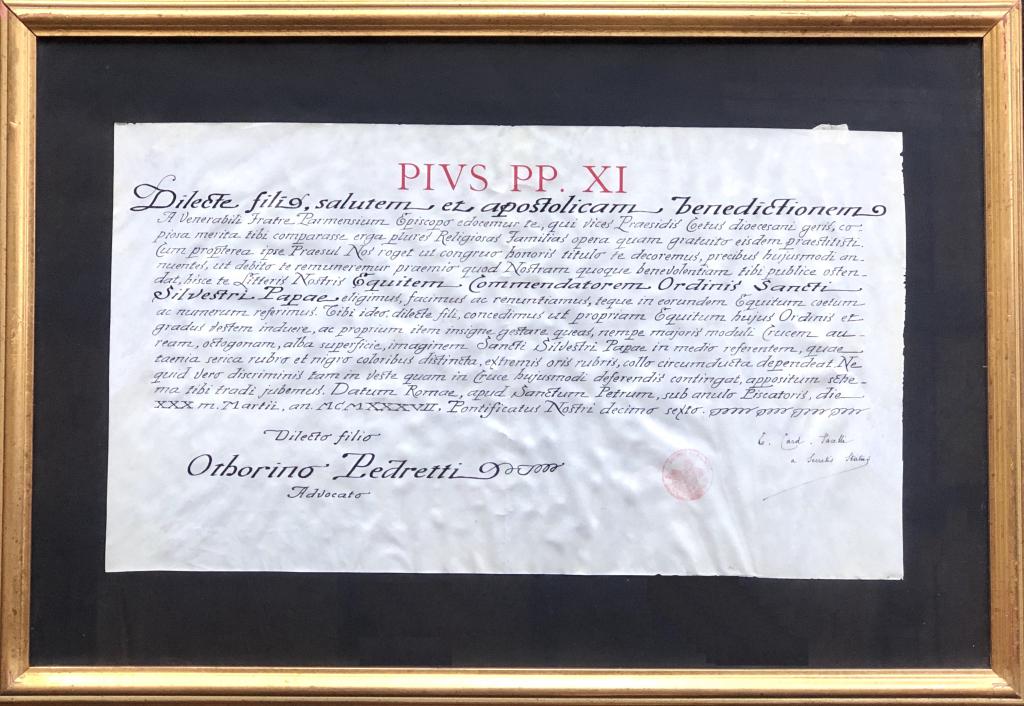 PIVS PP. XI
Dilecte fili, salutem et apostolicam benedictionem
A Venerabili Fratre Parmensium Episcopo edocemur te, qui vices Praesidis Coetus dioecesani geris, co-
piosa merita tibi comparasse erga plures Religiosas Familias opera quam gratuito eisdem praestitisti.
Cum propterea ipse Praesul Nos roget ut congruo honoris titulo te decoremus, precibus hujusmodi an-
nuentes, ut debito te remuneremur praemio quod Nostram quoque benevolentiam tibi publice osten-
dat, hisce te Litteris Nostris Equitem Commendatorem Ordinis Sancti
Silvestri Papae eligimus, facimus ac renuntiamus, teque in eorundem Equitum coetum
ac numerum referimus. Tibi ideo, dilecte fili, concedimus ut propriam Equitum hujus Ordinis et
gradus vestem induere, ac proprium item insigne gestare queas, nempe majoris moduli Crucem au-
ream, octogonam, alba superficie, imaginem Sancti Silvestri Papae in medio referentem, quae
taenia serica rubro et nigro coloribus distincta, extremis oris rubris, collo circumducta dependeat. Ne
quid vero discriminis tam in veste quam in Cruce hujusmodi deferendis contingat, appositum sche-
ma tibi tradi jubemus. Datum Romae, apud Sanctum Petrum, sub anulo Piscatoris, die
XXX m. Martii, an. MCMXXXVII. Pontificatus Nostri decimo sexto.
Dilecto filio
Othorino Pedretti
Advocato
E. Card. Pacelli
a Secretis Status